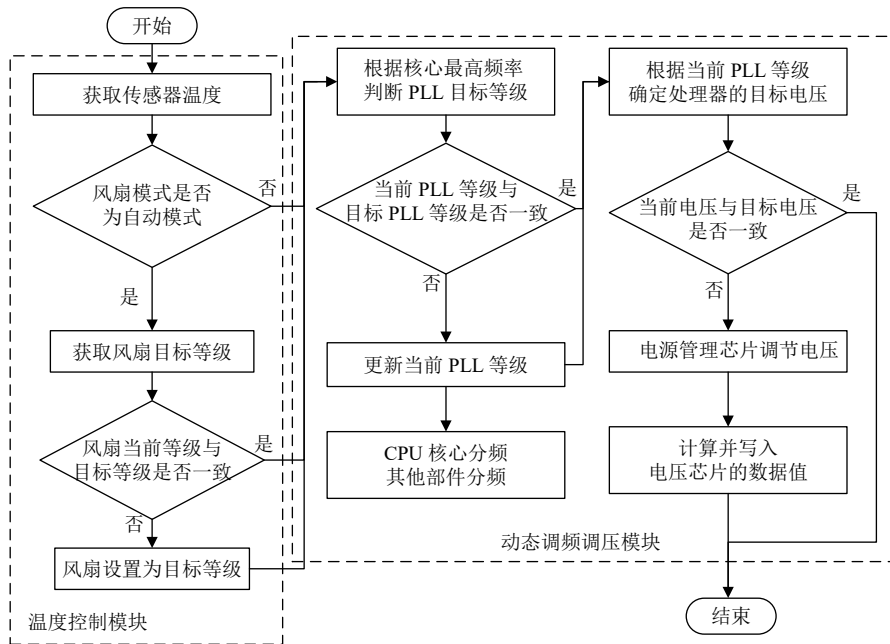 开始
获取传感器温度
风扇模式是否
为自动模式
否
是
获取风扇目标等级
风扇当前等级与
目标等级是否一致
是
否
风扇设置为目标等级
温度控制模块
根据核心最高频率
判断 PLL 目标等级
当前 PLL 等级与
目标 PLL 等级是否一致
是
否
更新当前 PLL 等级
CPU 核心分频
其他部件分频
根据当前 PLL 等级
确定处理器的目标电压
当前电压与目标电压
是否一致
是
否
电源管理芯片调节电压
计算并写入
电压芯片的数据值
动态调频调压模块
结束